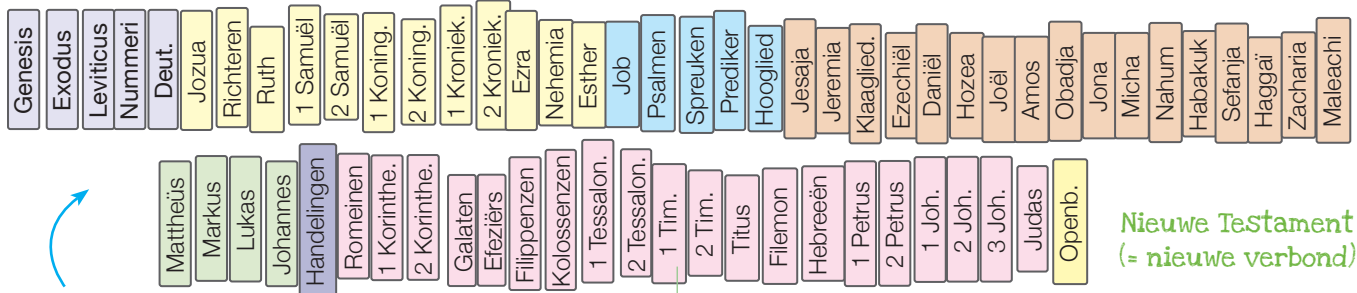 Genesis
Exodus
Leviticus
Nummeri
Deut.
Jozua
Richteren
Ruth
1 Samuël
2 Samuël
1 Koning.
2 Koning.
1 Kroniek.
2 Kroniek.
Ezra
Nehemia
Esther
Job
Psalmen
Spreuken
Prediker
Hooglied
Jesaja
Jeremia
Klaaglied.
Ezechiël
Daniël
Hozea
Joël
Amos
Obadja
Jona
Micha
Nahum
Habakuk
Sefanja
Haggaï
Zacharia
Maleachi
Mattheüs
Markus
Lukas
Johannes
Handelingen
Romeinen
1 Korinthe.
2 Korinthe.
Galaten
Efeziërs
Filippenzen
Kolossenzen
1 Tessalon.
2 Tessalon.
1 Tim.
2 Tim.
Titus
Filemon
Hebreeën
1 Petrus
2 Petrus
1 Joh.
2 Joh.
3 Joh.
Judas
Openb.
Nieuwe Testament
(= nieuwe verbond)